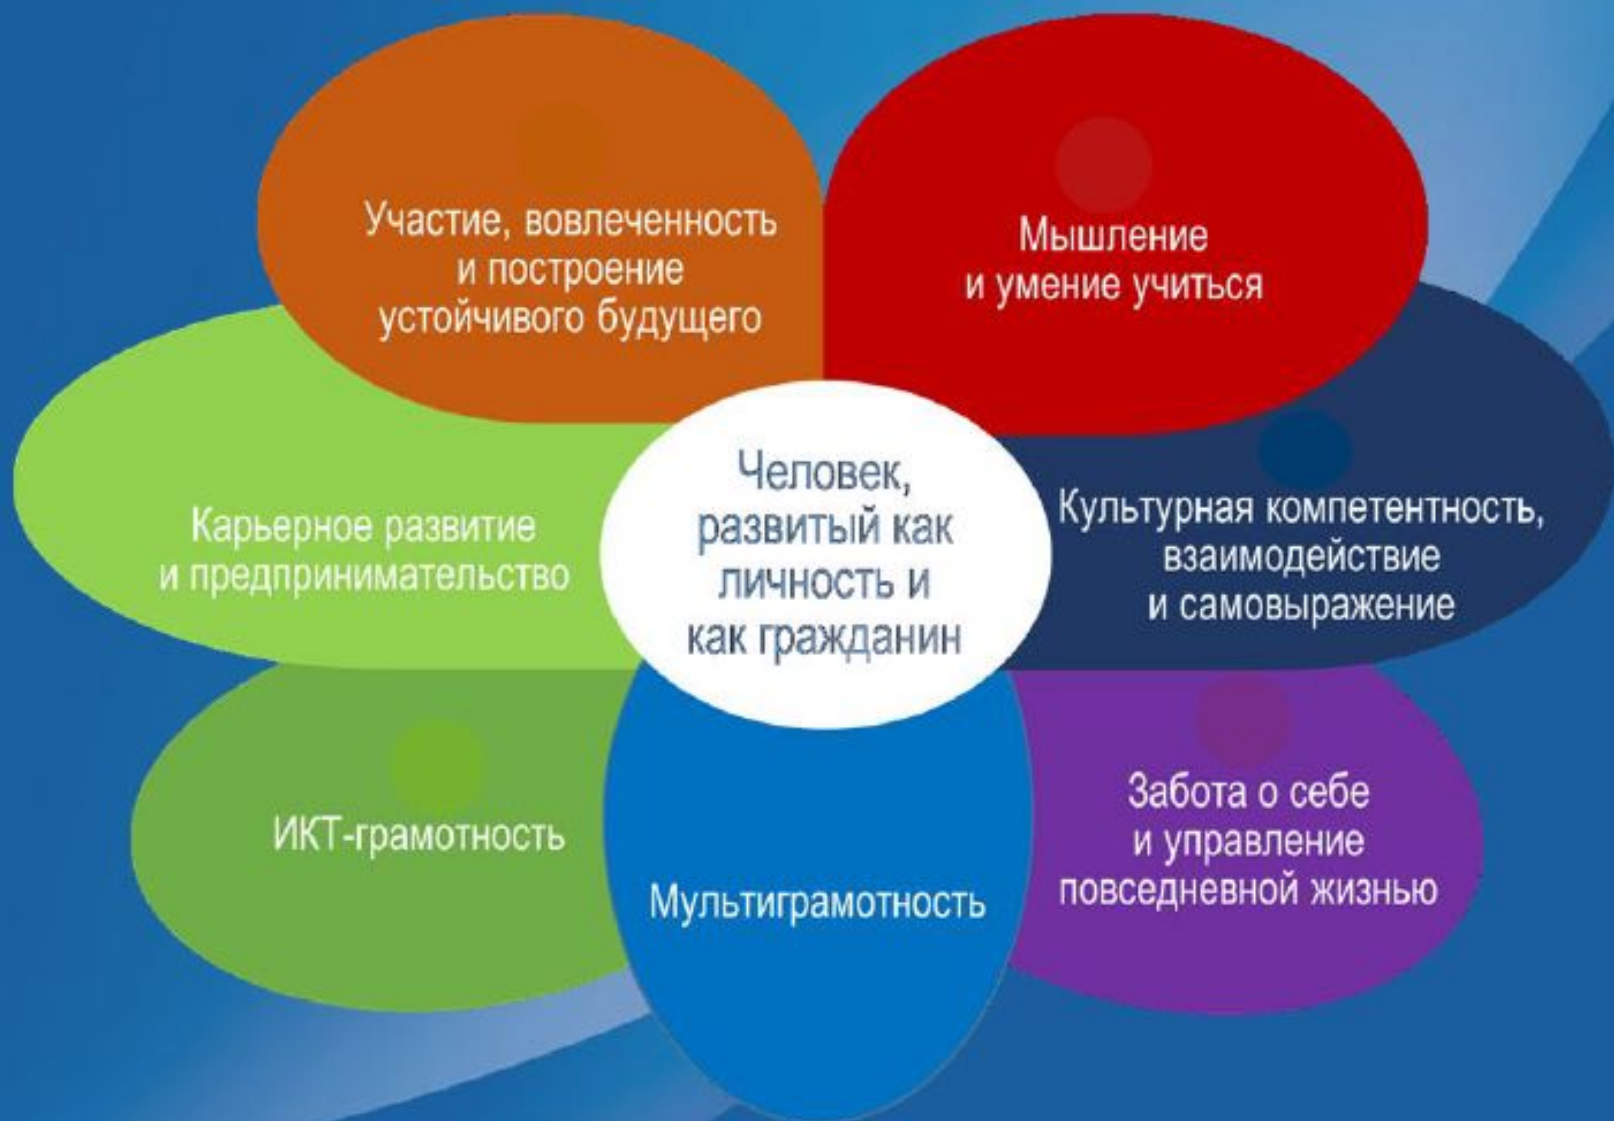 Участие, вовлеченность
и построение
устойчивого будущего
Мышление
и умение учиться
Карьерное развитие
и предпринимательство
Человек,
развитый как
личность и
как гражданин
Культурная компетентность,
взаимодействие
и самовыражение
ИКТ-грамотность
Мультиграмотность
Забота о себе
и управление
повседневной жизнью